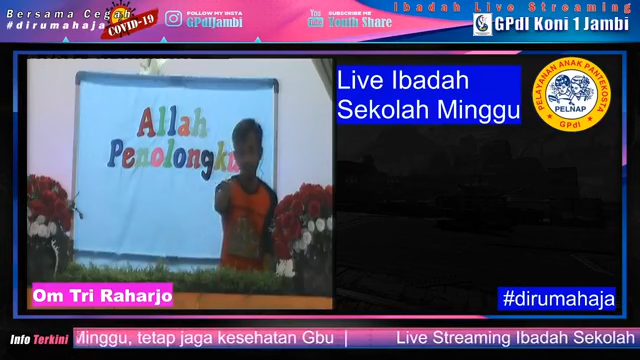 Bersama Cegah
#dirumahaja
COVID-19
FOLLOW MY INSTA
GPdIJambi
You
SUBSCRIBE ME
Youth Share
Ibadah Live Streaming
GPdI Koni 1 Jambi
Allah
Penolongku
Live Ibadah
Sekolah Minggu
PELAYANAN ANAK PANTEKOSTA
PELNAP
GPdI
Om Tri Raharjo
#dirumahaja
Info Terkini
Minggu, tetap jaga kesehatan Gbu | Live Streaming Ibadah Sekolah